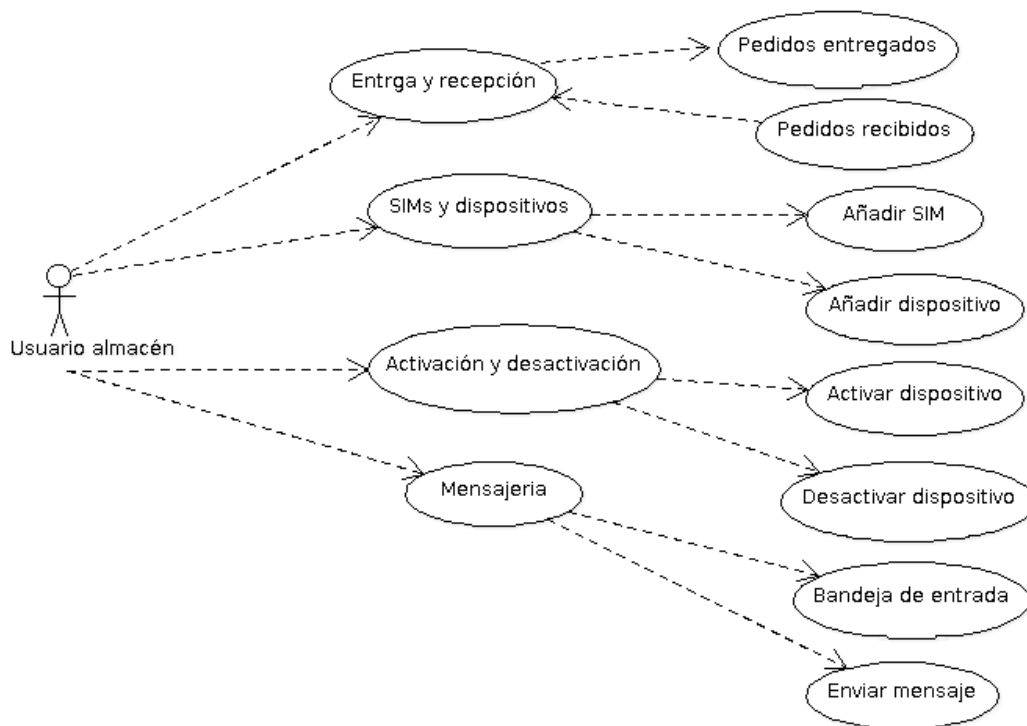 Pedidos entregados
Entrga y recepción
Pedidos recibidos
SIMs y dispositivos
Añadir SIM
Añadir dispositivo
Usuario almacén
Activación y desactivación
Activar dispositivo
Mensajeria
Desactivar dispositivo
Bandeja de entrada
Enviar mensaje